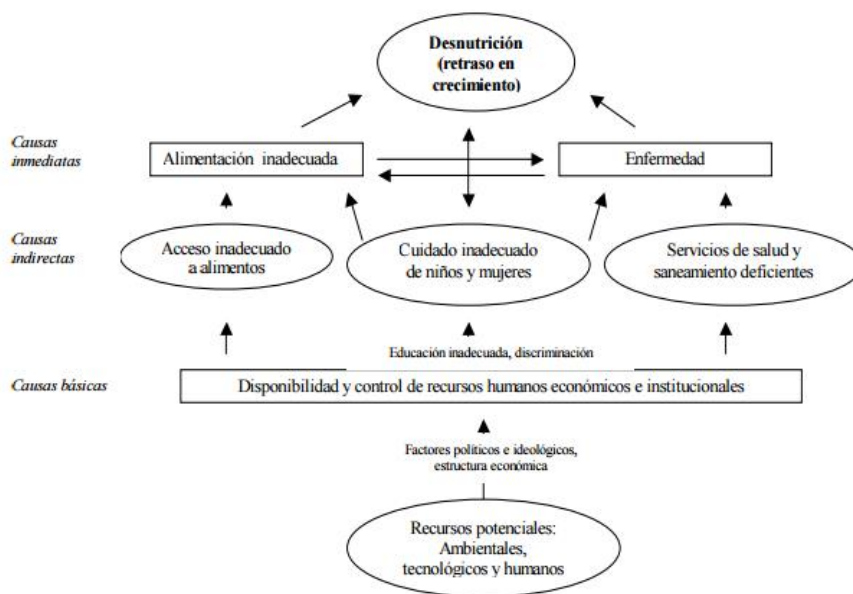 Desnutrición
(retraso en
crecimiento)
Causas
inmediatas
Alimentación inadecuada
Enfermedad
Causas
indirectas
Acceso inadecuado
a alimentos
Cuidado inadecuado
de niños y mujeres
Servicios de salud y
saneamiento deficientes
Educación inadecuada, discriminación
Causas básicas
Disponibilidad y control de recursos humanos económicos e institucionales
Factores políticos e ideológicos,
estructura económica
Recursos potenciales:
Ambientales,
tecnológicos y humanos